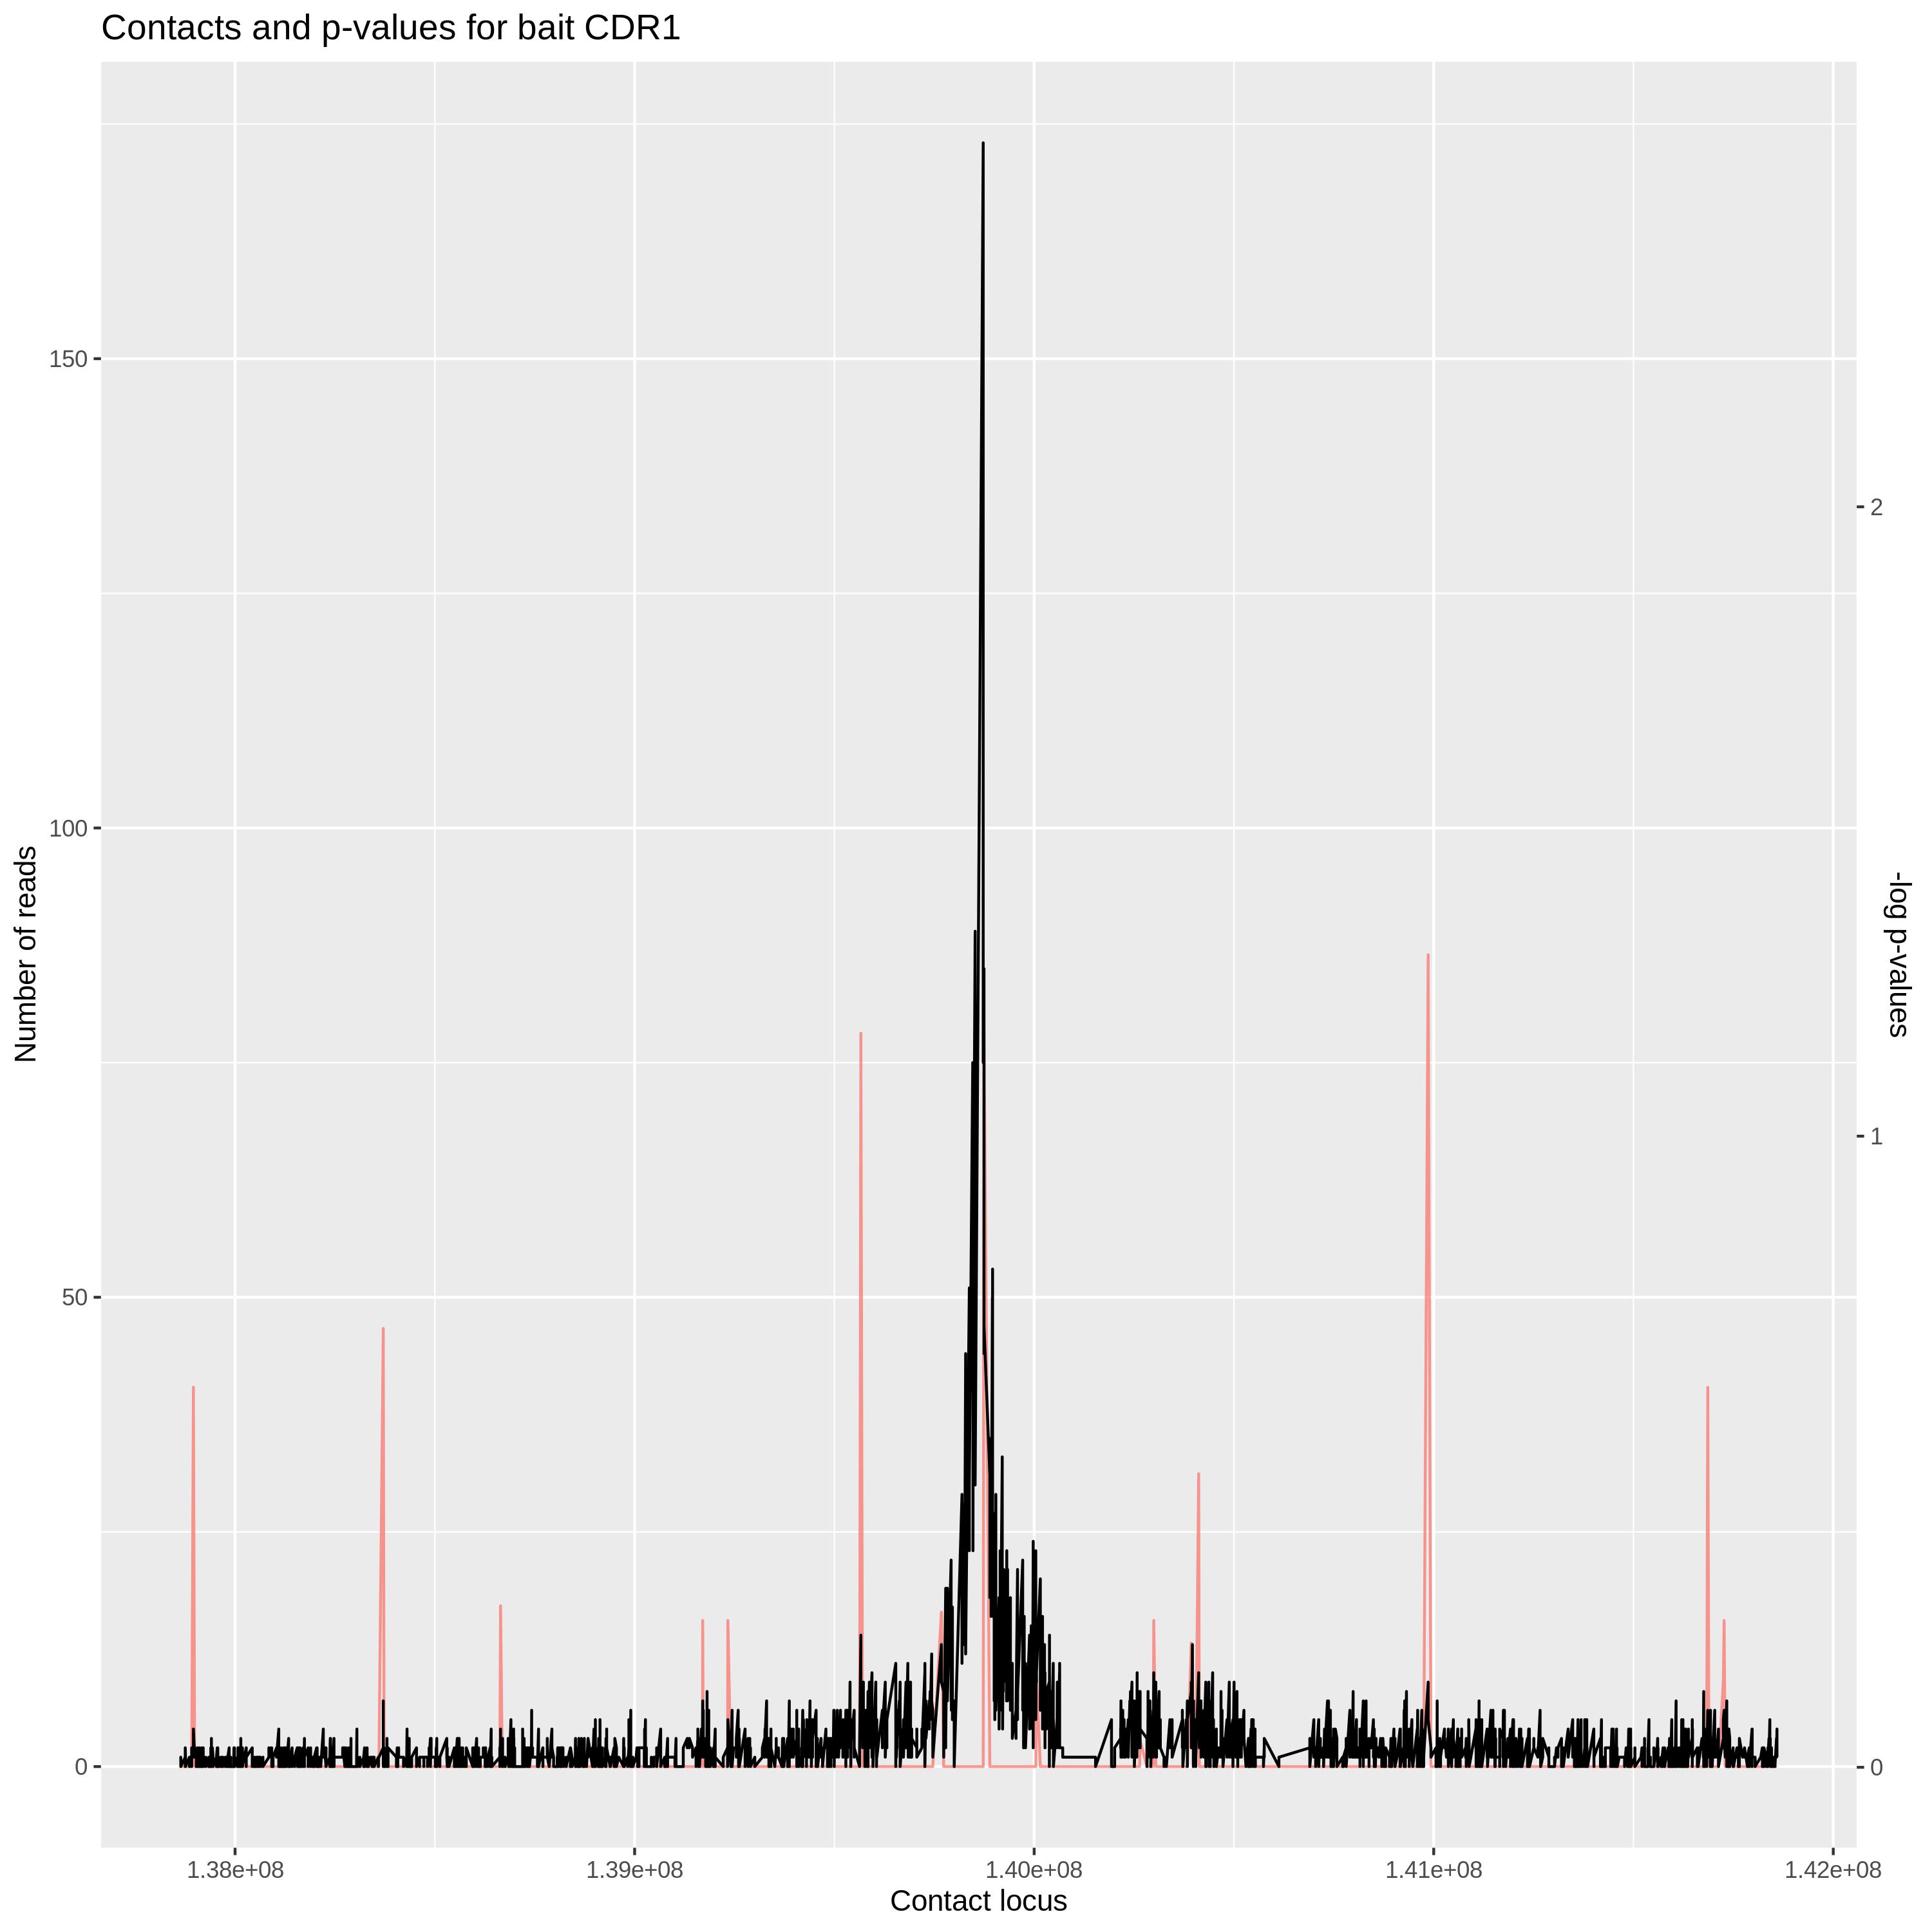 Contacts and p-values for bait CDR1
150
100
50
0
Number of reads
2
1
0
-log p-values
1.38e+08
1.39e+08
1.40e+08
1.41e+08
1.42e+08
Contact locus